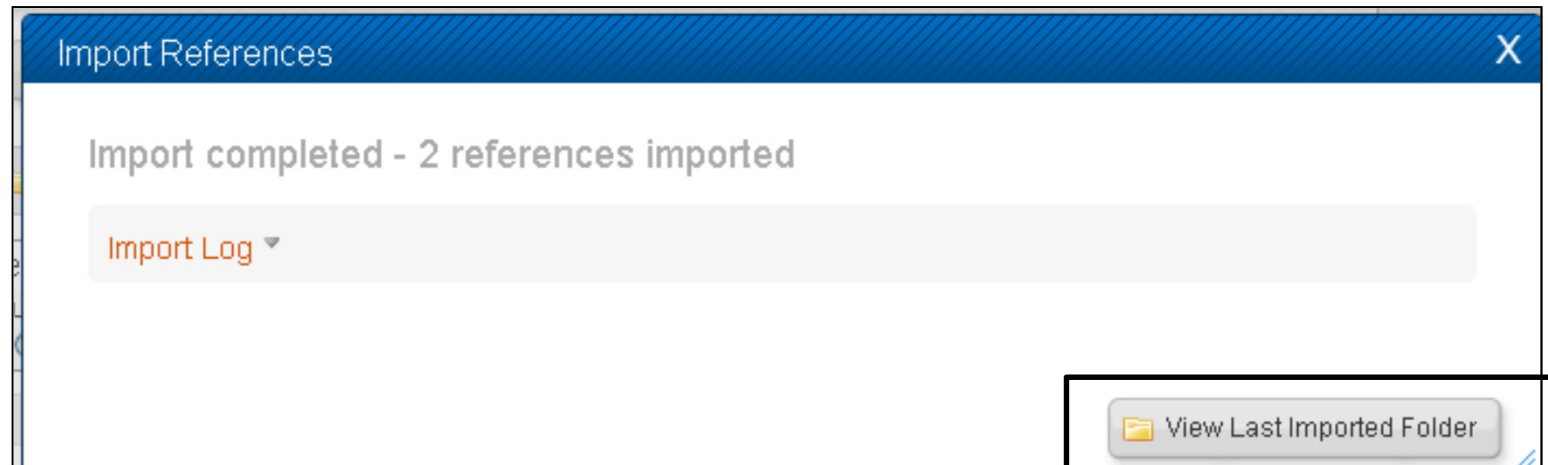 Import References X
Import completed - 2 references imported
Import Log
View Last Imported Folder